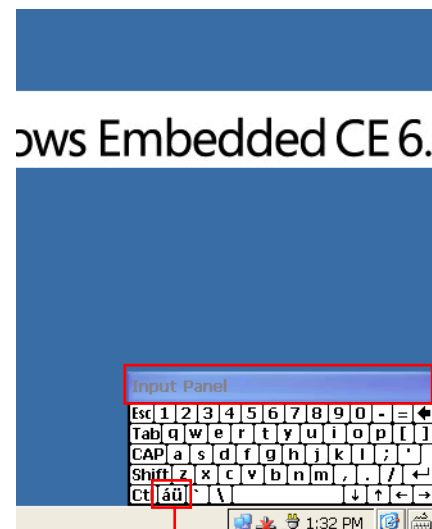 ows Embedded CE 6.
Input Panel
Esc 1 2 3 4 5 6 7 8 9 0 - =
Tab q w e r t y u i o p [ ]
CAP a s d f g h j k l ; '
Shift z x c v b n m , . /
Ctl áü ` \ ↓ ↑ ← →
1:32 PM